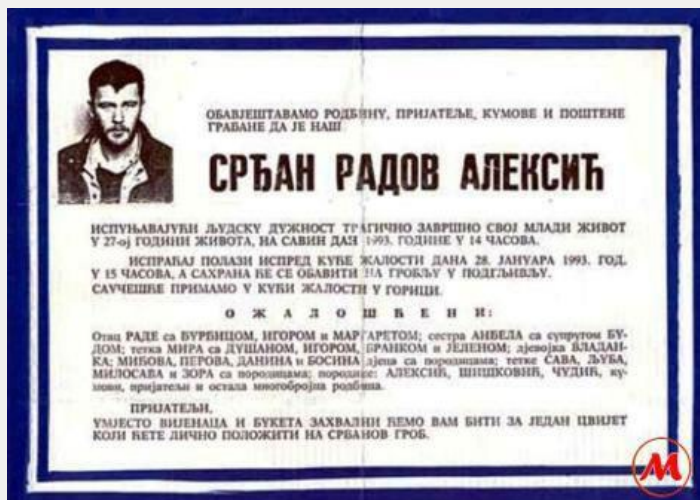 ОБАВЈЕШТАВАМО РОДБИНУ, ПРИЈАТЕЉЕ, КУМОВЕ И ПОШТЕНЕ
ГРАЂАНЕ ДА ЈЕ НАШ
СРЂАН РАДОВ АЛЕКСИЋ
ИСПУЊАВАЈУЋИ ЉУДСКУ ДУЖНОСТ ТРАГИЧНО ЗАВРШИО СВОЈ МЛАДИ ЖИВОТ
У 27-ој ГОДИНИ ЖИВОТА, НА САВИН ДАН 1993. ГОДИНЕ У 14 ЧАСОВА.
ИСПРАЋАЈ ПОЛАЗИ ИСПРЕД КУЋЕ ЖАЛОСТИ ДАНА 28. ЈАНУАРА 1993. ГОД.
У 15 ЧАСОВА, А САХРАНА ЋЕ СЕ ОБАВИТИ НА ГРОБЉУ У ПОДГЉИВЉУ.
САУЧЕШЋЕ ПРИМАМО У КУЋИ ЖАЛОСТИ У ГОРИЦИ.
О Ж А Л О Ш Ћ Е Н И :
Отац РАДЕ са ЂУРЂИЦОМ, ИГОРОМ и МАРГАРЕТОМ; сестра АНЂЕЛА са супругом БУ-
ДОМ; тетка МИРА са ДУШАНОМ, ИГОРОМ, БРАНКОМ и ЈЕЛЕНОМ; дјевојка ВЛАДАН-
КА; МИЋОВА, ПЕРОВА, ДАНИНА и БОСИНА дјеца са породицама; тетке САВА, ЉУБА,
МИЛОСАВА и ЗОРА са породицама; породице: АЛЕКСИЋ, ШИШКОВИЋ, ЧУДИЋ, ку-
мови, пријатељи и остала многобројна родбина.
ПРИЈАТЕЉИ,
УМЈЕСТО ВИЈЕНАЦА И БУКЕТА ЗАХВАЛНИ ЋЕМО ВАМ БИТИ ЗА ЈЕДАН ЦВИЈЕТ
КОЈИ ЋЕТЕ ЛИЧНО ПОЛОЖИТИ НА СРЂАНОВ ГРОБ.
М